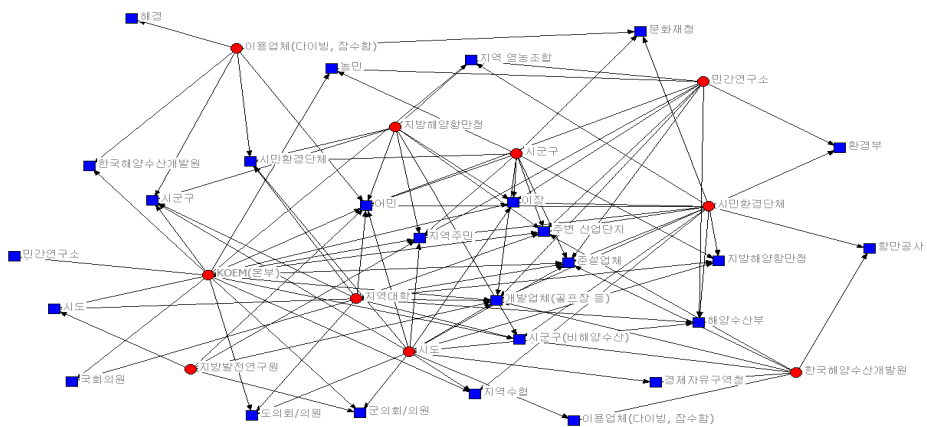 해경
문화재청
이용업체(다이빙, 잠수함)
지역 영농조합
농민
민간연구소
지방해양항만청
환경부
시군구
시민환경단체
한국해양수산개발원
시군구
어민
이장
시민환경단체
주변 산업단지
지역주민
항만공사
민간연구소
준설업체
지방해양항만청
KOEM(본부)
지역대학
개발업체(골프장 등)
시도
해양수산부
시군구(비해양수산)
시도
지방발전연구원
한국해양수산개발원
국회의원
경제자유구역청
지역수협
도의회/의원
군의회/의원
이용업체(다이빙, 잠수함)